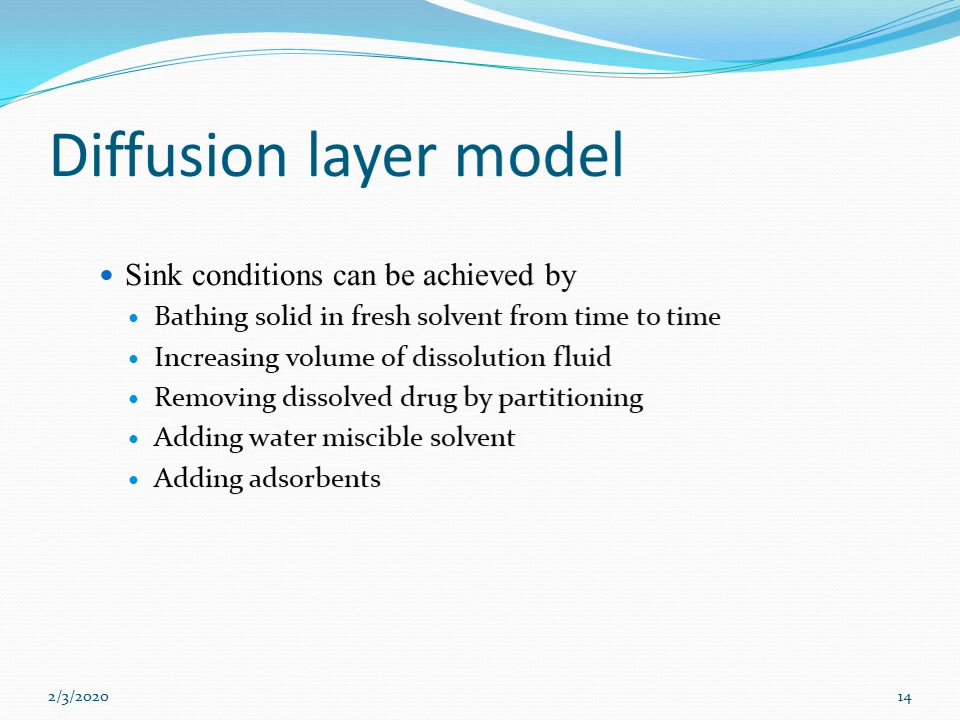 Diffusion layer model
Sink conditions can be achieved by
Bathing solid in fresh solvent from time to time
Increasing volume of dissolution fluid
Removing dissolved drug by partitioning
Adding water miscible solvent
Adding adsorbents
2/3/2020
14